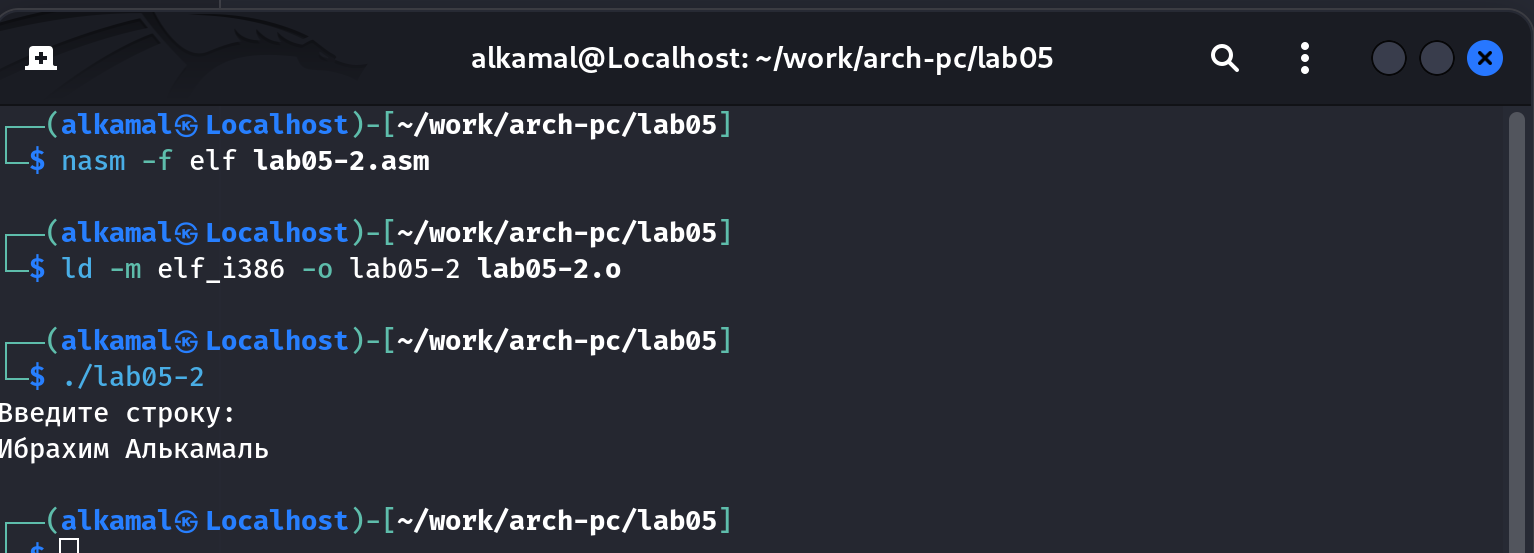 alkamal@Localhost: ~/work/arch-pc/lab05
┌──(alkamal㉿Localhost)-[~/work/arch-pc/lab05]
└─$ nasm -f elf lab05-2.asm
┌──(alkamal㉿Localhost)-[~/work/arch-pc/lab05]
└─$ ld -m elf_i386 -o lab05-2 lab05-2.o
┌──(alkamal㉿Localhost)-[~/work/arch-pc/lab05]
└─$ ./lab05-2
Введите строку:
Ибрахим Алькамаль
┌──(alkamal㉿Localhost)-[~/work/arch-pc/lab05]
└─$